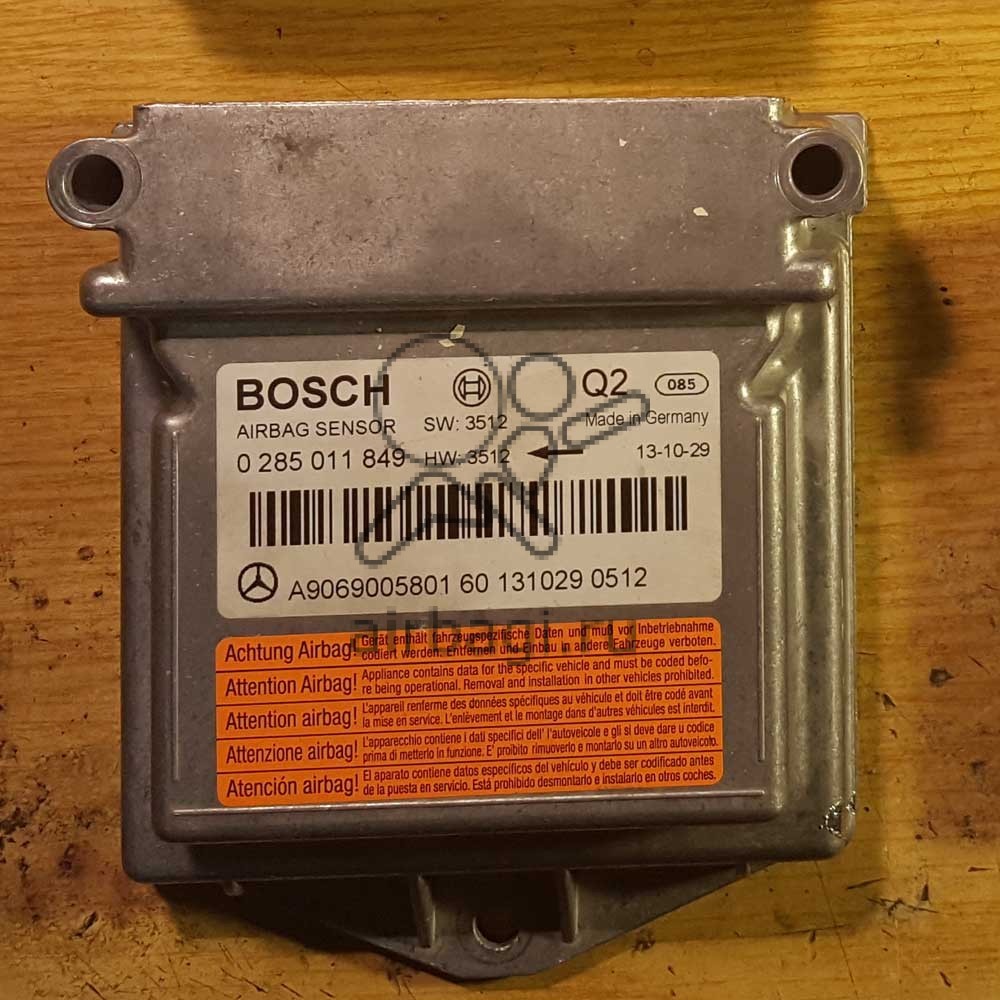 BOSCH
Q2 085
AIRBAG SENSOR SW: 3512 Made in Germany
0 285 011 849 HW: 3512 13-10-29
A9069005801 60 131029 0512
airbagi.ru
Achtung Airbag! Gerät enthält fahrzeugspezifische Daten und muß vor Inbetriebnahme
codiert werden. Entfernen und Einbau in andere Fahrzeuge verboten.
Attention Airbag! Appliance contains data for the specific vehicle and must be coded befo-
re being operational. Removal and installation in other vehicles prohibited.
Attention airbag! L'appareil renferme des données spécifiques au véhicule et doit être codé avant
la mise en service. L'enlèvement et le montage dans d'autres véhicules est interdit.
Attenzione airbag! L'apparecchio contiene i dati specifici dell' l'autoveicolo e gli si deve dare u codice
prima di metterlo in funzione. E' proibito rimuoverlo e montarlo su un altro autoveicolo.
Atención airbag! El aparato contiene datos especificos del vehículo y debe ser codificado antes
de la puesta en servicio. Está prohibido desmontarlo e instalarlo en otros coches.